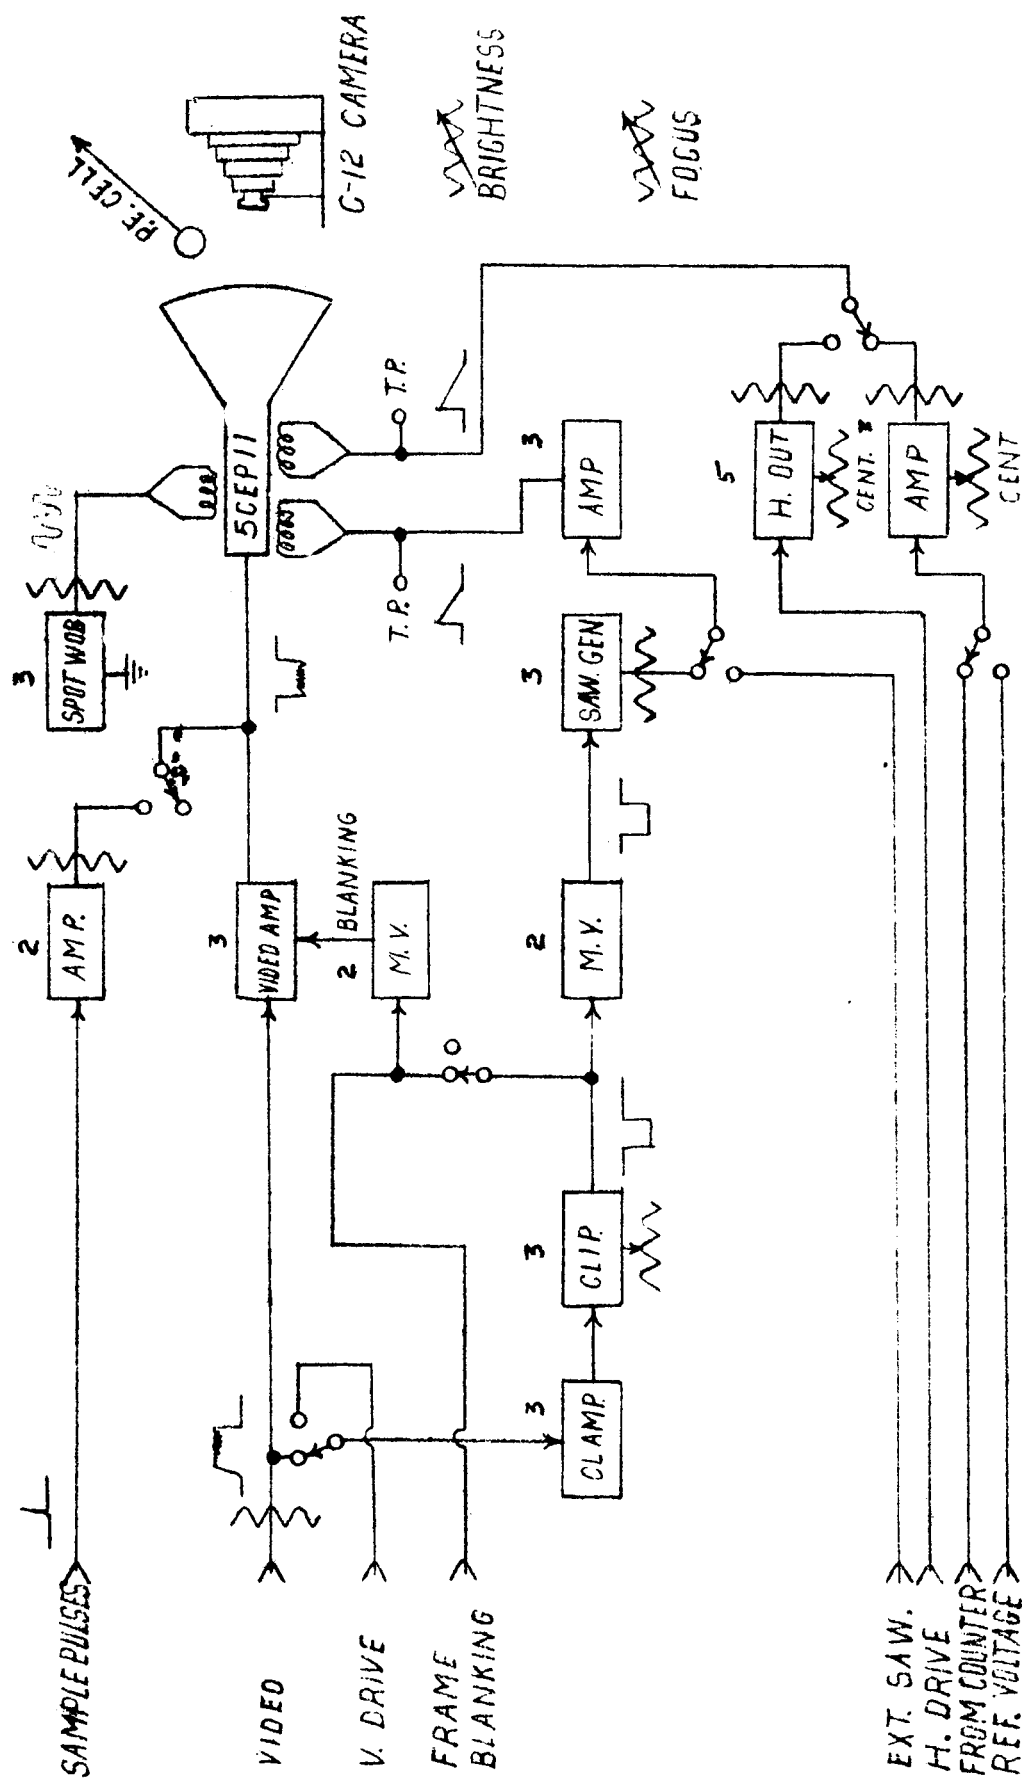 SAMPLE PULSES
VIDEO
V. DRIVE
FRAME
BLANKING
EXT. SAW.
H. DRIVE
FROM COUNTER
REF. VOLTAGE
2
AMP.
3
SPOT WOB
P.E. CELL
C-12 CAMERA
3
VIDEO AMP
BLANKING
2
M.V.
5CEP11
T.P.
T.P.
BRIGHTNESS
FOCUS
3
CLAMP.
3
CLIP.
2
M.V.
3
SAW. GEN
3
AMP
5
H. OUT
CENT.
AMP
CENT